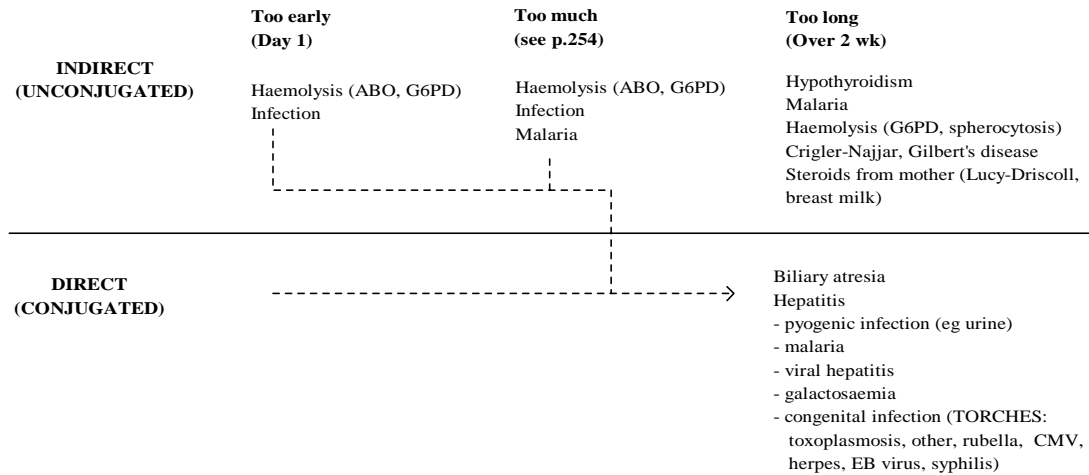 Too early
(Day 1)
Too much
(see p.254)
Too long
(Over 2 wk)
INDIRECT
(UNCONJUGATED)
Haemolysis (ABO, G6PD)
Infection
Haemolysis (ABO, G6PD)
Infection
Malaria
Hypothyroidism
Malaria
Haemolysis (G6PD, spherocytosis)
Crigler-Najjar, Gilbert's disease
Steroids from mother (Lucy-Driscoll,
breast milk)
DIRECT
(CONJUGATED)
Biliary atresia
Hepatitis
- pyogenic infection (eg urine)
- malaria
- viral hepatitis
- galactosaemia
- congenital infection (TORCHES:
toxoplasmosis, other, rubella, CMV,
herpes, EB virus, syphilis)